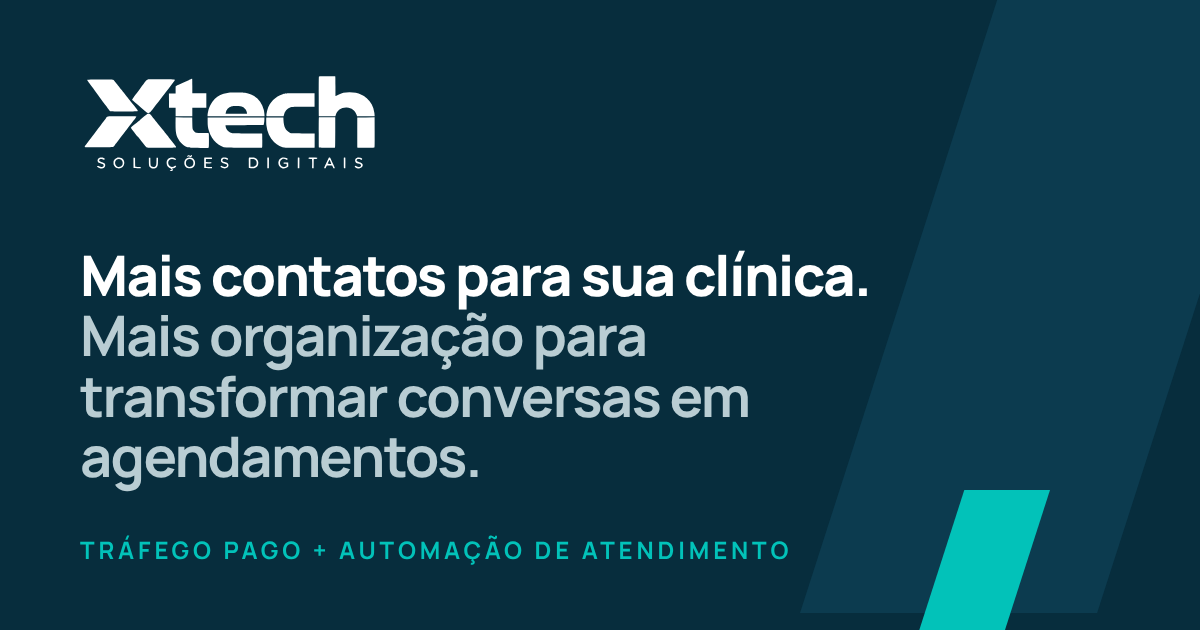 Xtech
SOLUÇÕES DIGITAIS
Mais contatos para sua clínica.
Mais organização para
transformar conversas em
agendamentos.
TRÁFEGO PAGO + AUTOMAÇÃO DE ATENDIMENTO